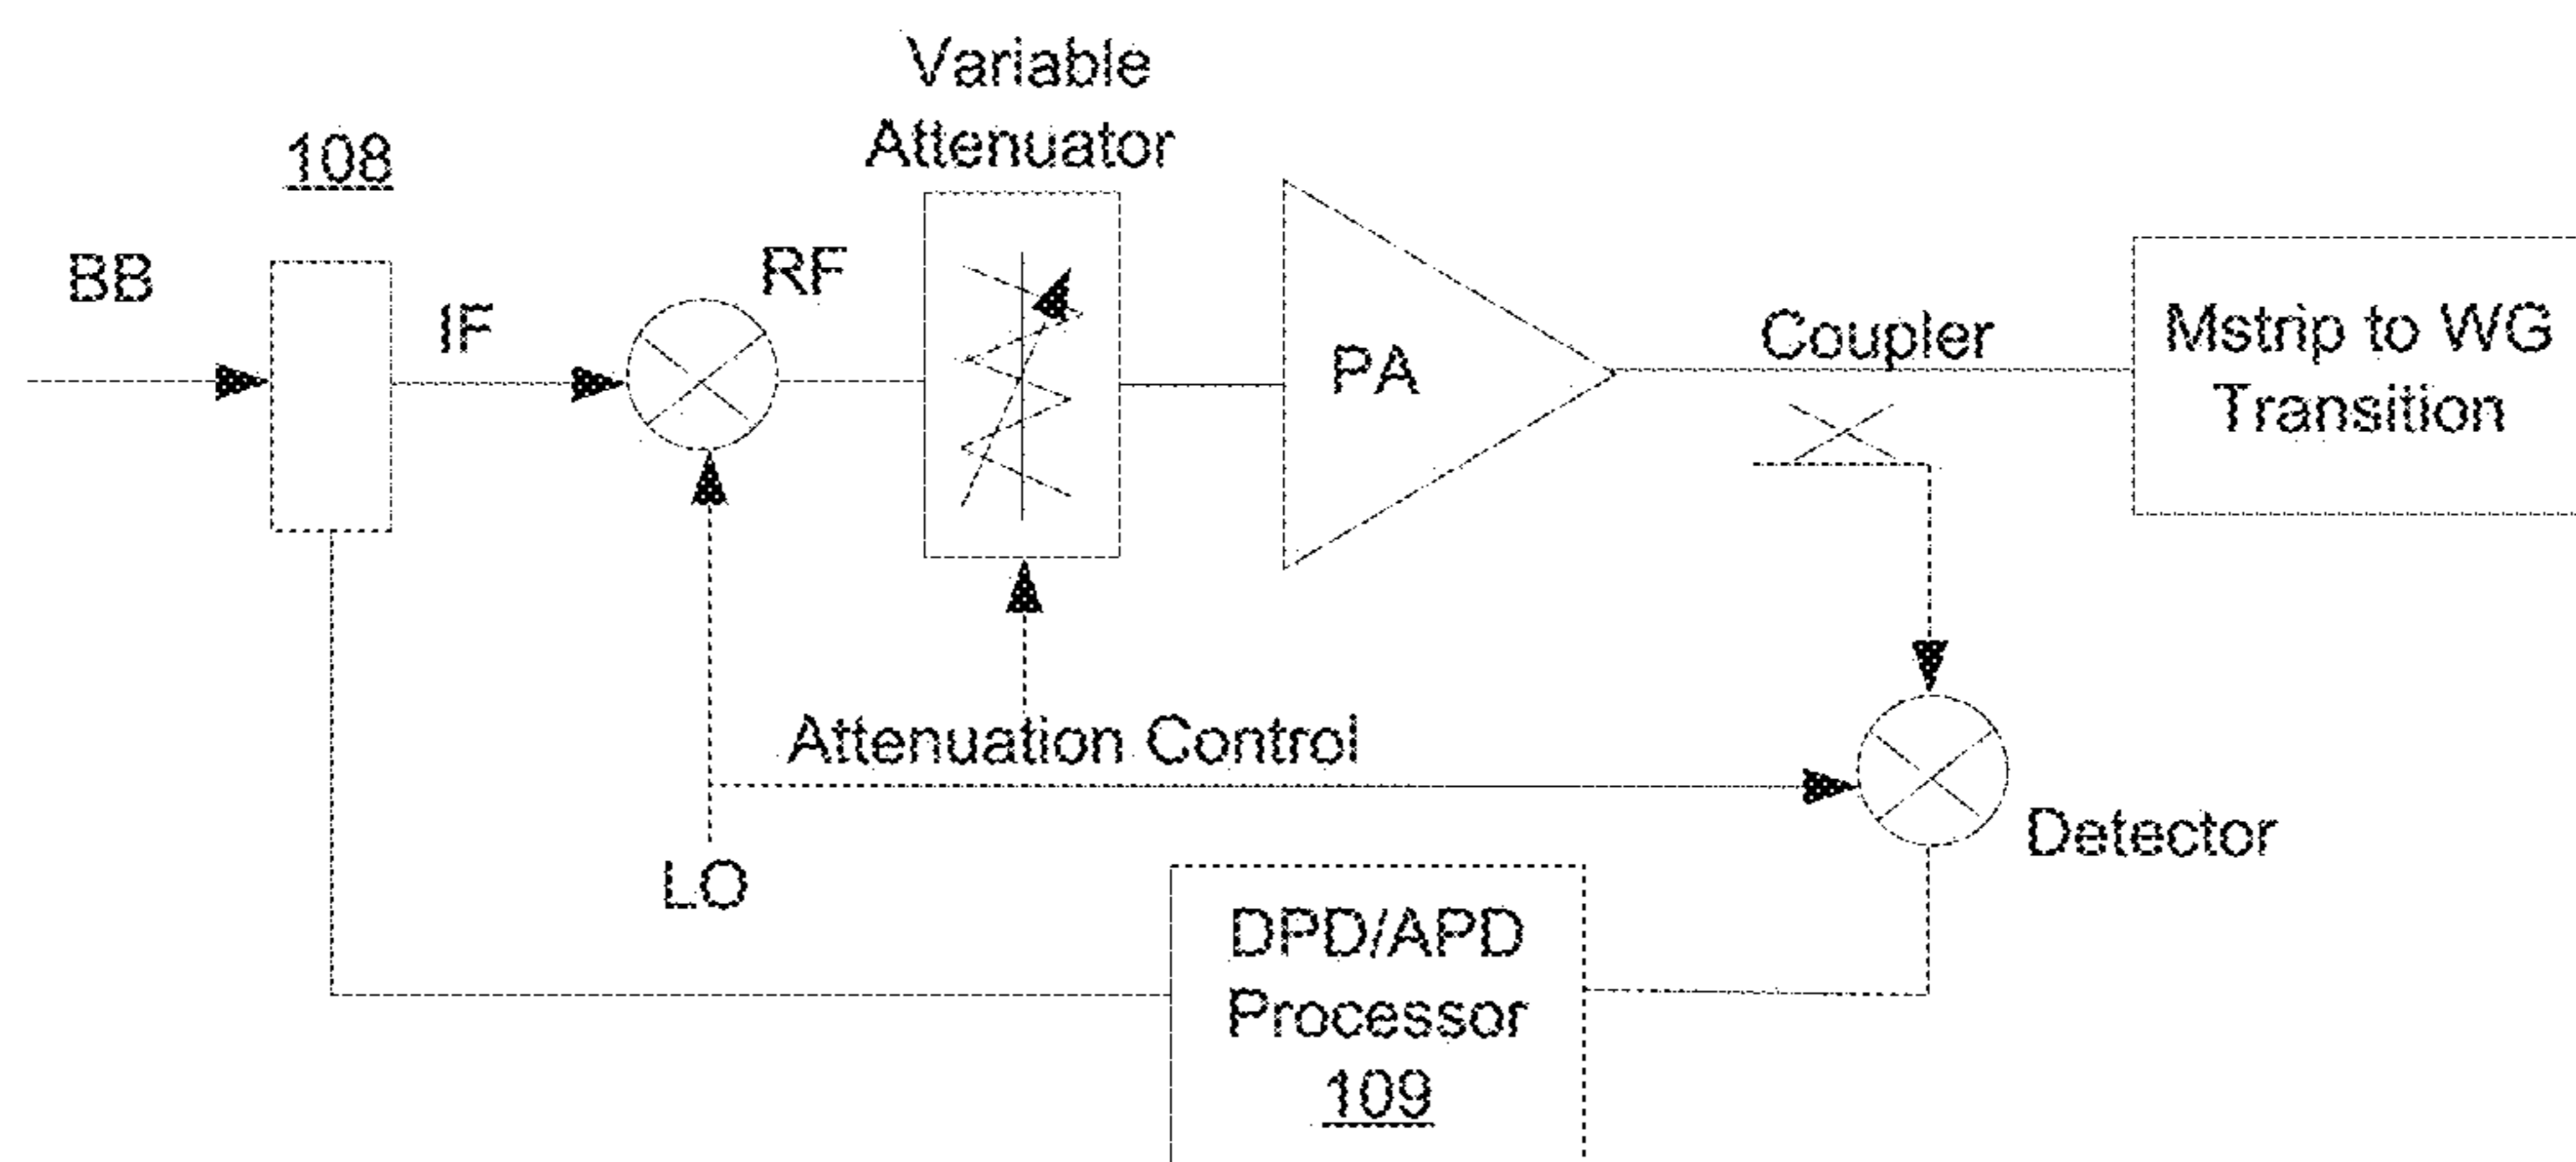 Variable
Attenuator
108
BB
IF
RF
PA
Coupler
Mstrip to WG
Transition
Attenuation Control
LO
Detector
DPD/APD
Processor
109